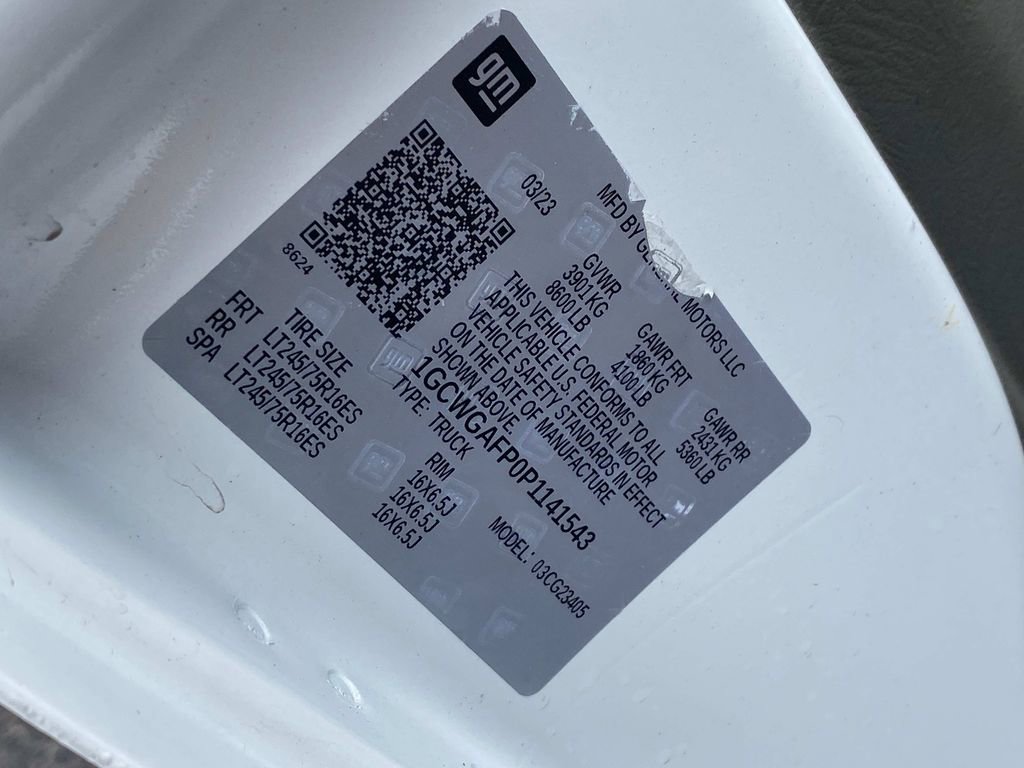 gm
03/23
MFD BY MOTORS LLC
GVWR GAWR FRT GAWR RR
3901 KG 1860 KG 2431 KG
8600 LB 4100 LB 5360 LB
THIS VEHICLE CONFORMS TO ALL
APPLICABLE U.S. FEDERAL MOTOR
VEHICLE SAFETY STANDARDS IN EFFECT
ON THE DATE OF MANUFACTURE
SHOWN ABOVE
1GCWGAFP0P1141543
TYPE: TRUCK MODEL: 03CG23405
8624
TIRE SIZE RIM
FRT LT245/75R16ES 16X6.5J
RR LT245/75R16ES 16X6.5J
SPA LT245/75R16ES 16X6.5J